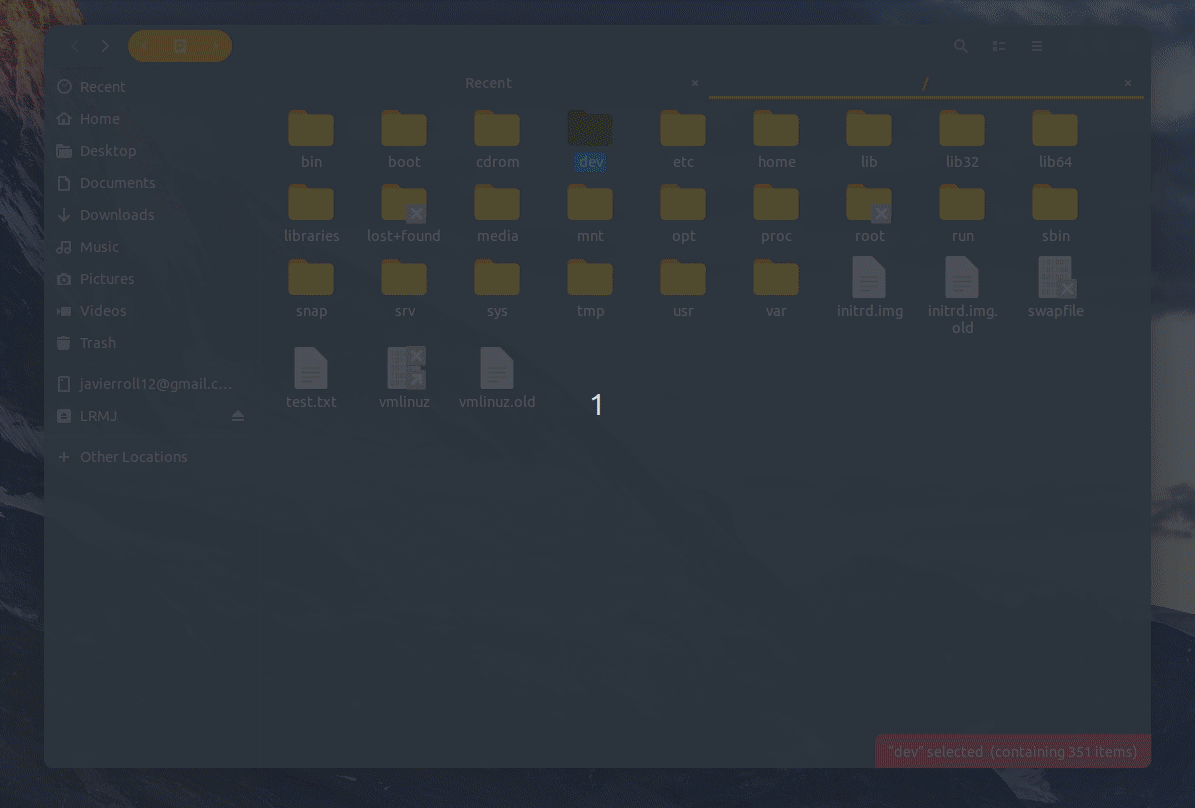 Recent / 
Recent
Home
Desktop
Documents
Downloads
Music
Pictures
Videos
Trash
javierroll12@gmail.c...
LRMJ
Other Locations
bin boot cdrom dev etc home lib lib32 lib64
libraries lost+found media mnt opt proc root run sbin
snap srv sys tmp usr var initrd.img initrd.img. swapfile
old
test.txt vmlinuz vmlinuz.old
1
"dev" selected (containing 351 items)